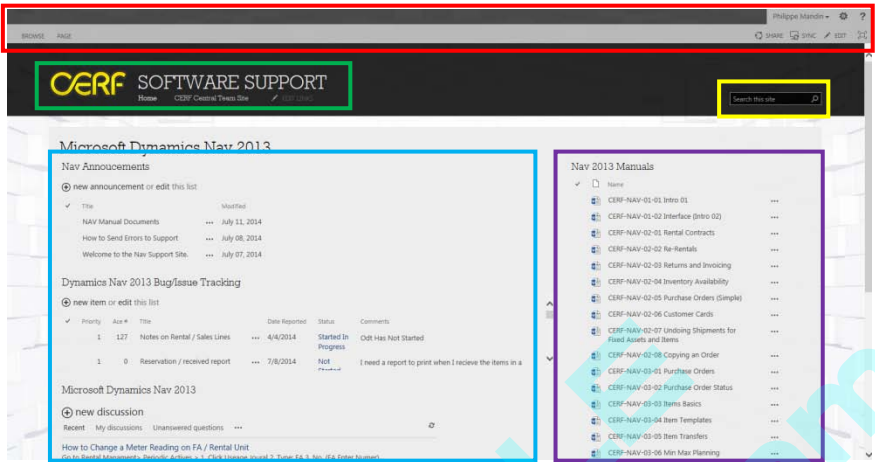 Philippe Mandin ?
BROWSE PAGE SHARE SYNC EDIT
CERF SOFTWARE SUPPORT
Home CERF Central Team Site EDIT LINKS
Search this site
Microsoft Dynamics Nav 2013
Nav Annoucements
new announcement or edit this list
Title Modified
NAV Manual Documents ... July 11, 2014
How to Send Errors to Support ... July 08, 2014
Welcome to the Nav Support Site. ... July 07, 2014
Dynamics Nav 2013 Bug/Issue Tracking
new item or edit this list
Priority Ace # Title Date Reported Status Comments
1 127 Notes on Rental / Sales Lines ... 4/4/2014 Started In Progress Odt Has Not Started
1 0 Reservation / received report ... 7/8/2014 Not Started I need a report to print when I recieve the items in a
Microsoft Dynamics Nav 2013
new discussion
Recent My discussions Unanswered questions ...
How to Change a Meter Reading on FA / Rental Unit
Nav 2013 Manuals
Name
CERF-NAV-01-01 Intro 01 ...
CERF-NAV-01-02 Interface (Intro 02) ...
CERF-NAV-02-01 Rental Contracts ...
CERF-NAV-02-02 Re-Rentals ...
CERF-NAV-02-03 Returns and Invoicing ...
CERF-NAV-02-04 Inventory Availability ...
CERF-NAV-02-05 Purchase Orders (Simple) ...
CERF-NAV-02-06 Customer Cards ...
CERF-NAV-02-07 Undoing Shipments for ...
Fixed Assets and Items
CERF-NAV-02-08 Copying an Order ...
CERF-NAV-03-01 Purchase Orders ...
CERF-NAV-03-02 Purchase Order Status ...
CERF-NAV-03-03 Items Basics ...
CERF-NAV-03-04 Item Templates ...
CERF-NAV-03-05 Item Transfers ...
CERF-NAV-03-06 Min Max Planning ...